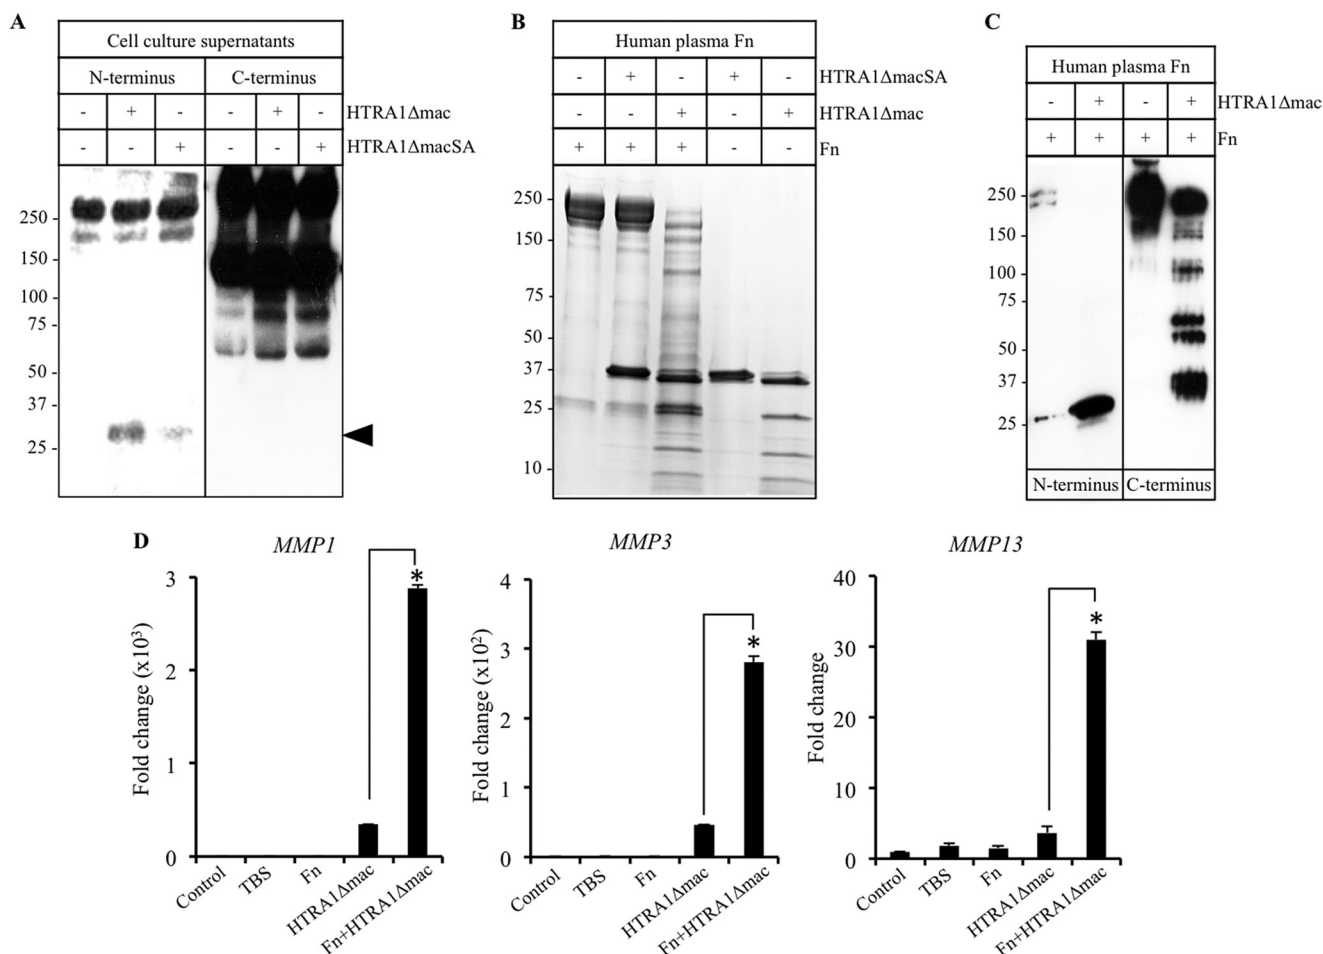 A
Cell culture supernatants
N-terminus C-terminus
- + - - + - HTRA1Δmac
- - + - - + HTRA1ΔmacSA
250 -
150 -
100 -
75 -
50 -
37 -
25 -
B
Human plasma Fn
- + - + - HTRA1ΔmacSA
- - + - + HTRA1Δmac
+ + + - - Fn
250 -
150 -
75 -
50 -
37 -
25 -
10 -
C
Human plasma Fn
- + - + HTRA1Δmac
+ + + + Fn
250 -
150 -
100 -
75 -
50 -
37 -
25 -
N-terminus C-terminus
D
MMP1
Fold change (x10³)
3
2
1
0
*
Control TBS Fn HTRA1Δmac Fn+HTRA1Δmac
MMP3
Fold change (x10²)
4
3
2
1
0
*
Control TBS Fn HTRA1Δmac Fn+HTRA1Δmac
MMP13
Fold change
40
30
20
10
0
*
Control TBS Fn HTRA1Δmac Fn+HTRA1Δmac